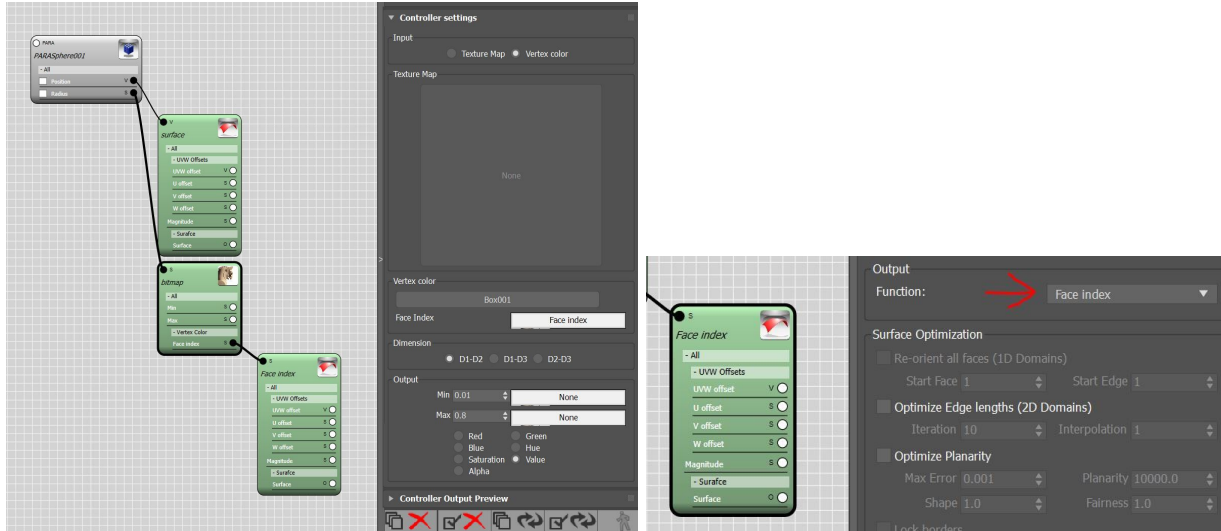 PARA
PARASphere001
- All
Position V
Radius S
V
surface
- All
- UVW Offsets
UVW offset V
U offset S
V offset S
W offset S
Magnitude S
- Surafce
Surface O
S
bitmap
- All
Min S
Max S
- Vertex Color
Face index S
S
Face index
- All
- UVW Offsets
UVW offset V
U offset S
V offset S
W offset S
Magnitude S
- Surafce
Surface O
>
Controller settings
Input
Texture Map Vertex color
Texture Map
None
Vertex color
Box001
Face Index Face index
Dimension
D1-D2 D1-D3 D2-D3
Output
Min 0.01 None
Max 0.8 None
Red Green
Blue Hue
Saturation Value
Alpha
Controller Output Preview
S
Face index
- All
- UVW Offsets
UVW offset V
U offset S
V offset S
W offset S
Magnitude S
- Surafce
Surface O
Output
Function: Face index
Surface Optimization
Re-orient all faces (1D Domains)
Start Face 1 Start Edge 1
Optimize Edge lengths (2D Domains)
Iteration 10 Interpolation 1
Optimize Planarity
Max Error 0.001 Planarity 10000.0
Shape 1.0 Fairness 1.0
Lock borders